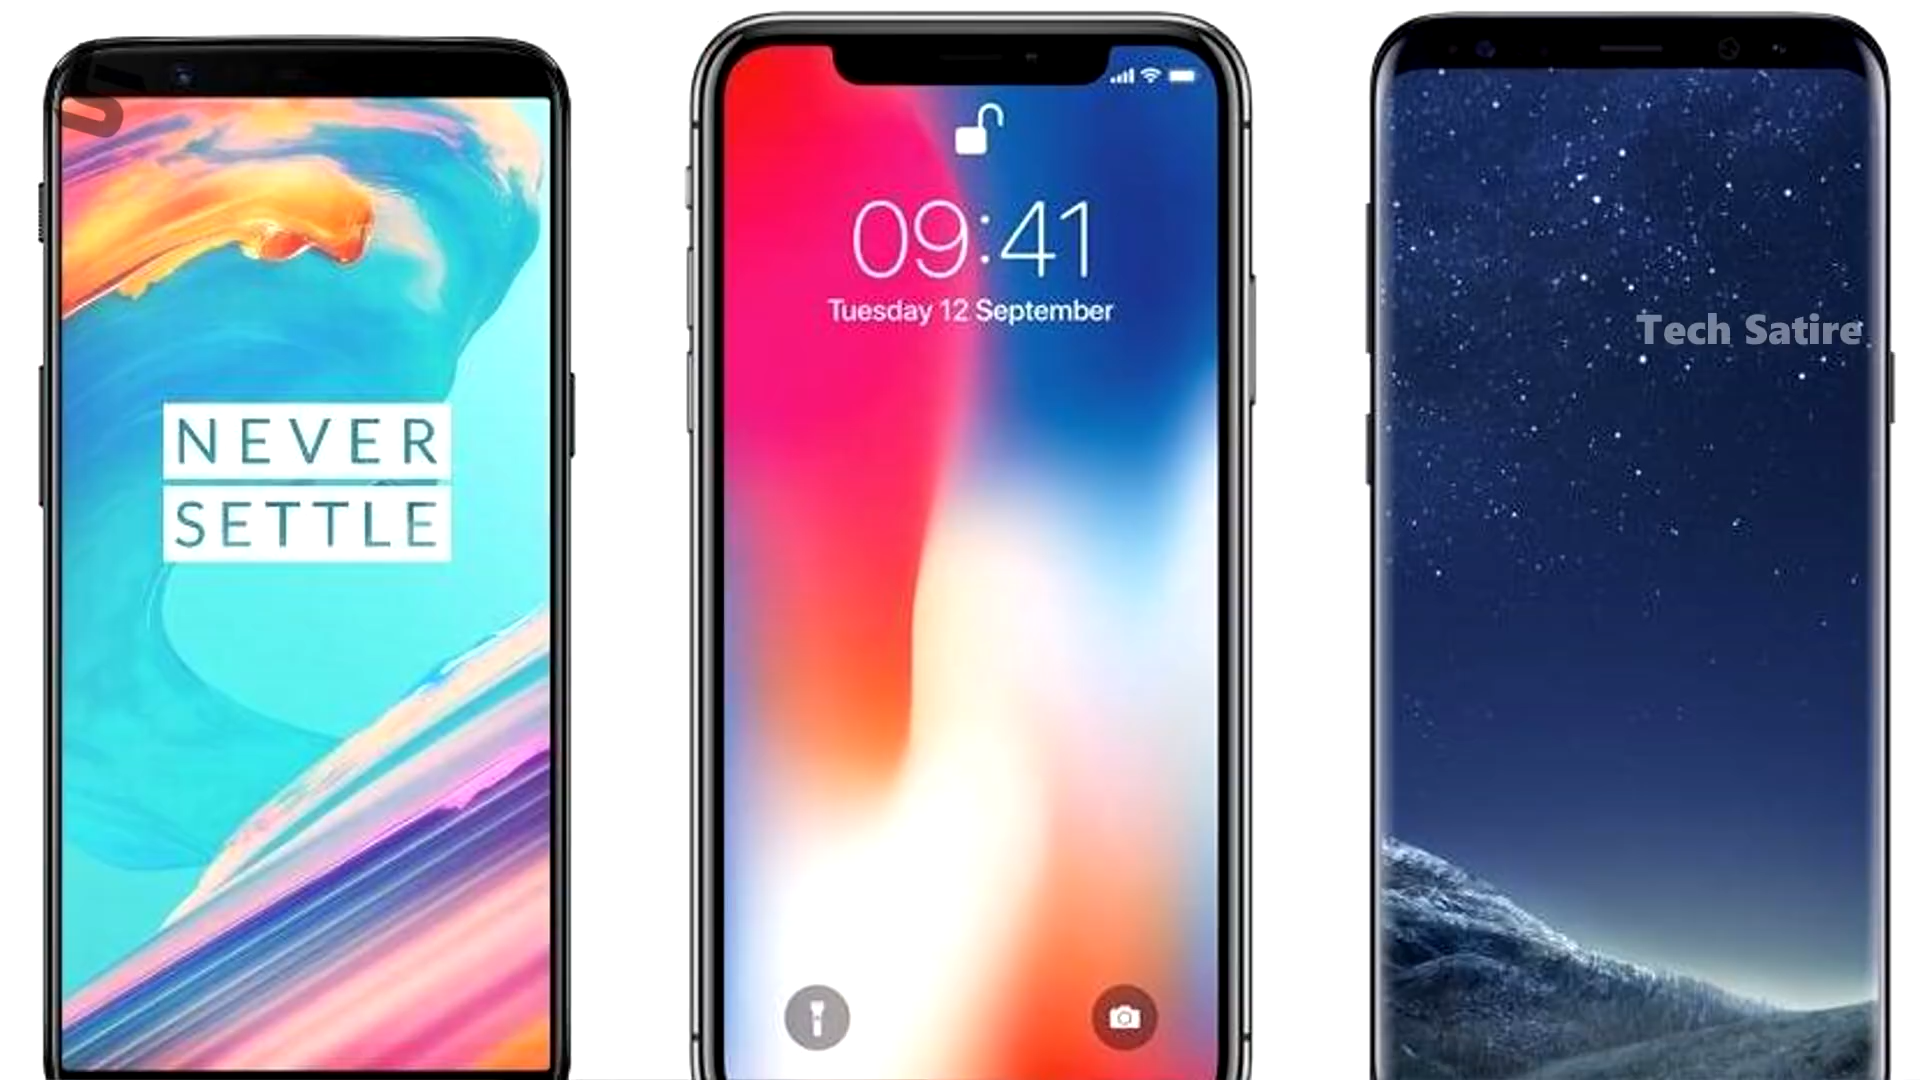 NEVER
SETTLE
09:41
Tuesday 12 September
Tech Satire